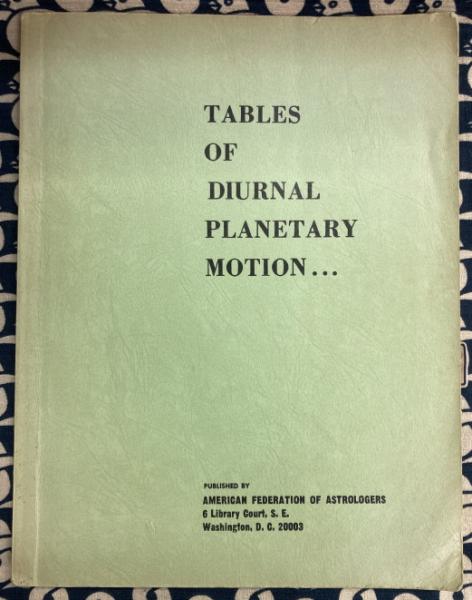 TABLES
OF
DIURNAL
PLANETARY
MOTION...
PUBLISHED BY
AMERICAN FEDERATION OF ASTROLOGERS
6 Library Court, S. E.
Washington, D. C. 20003